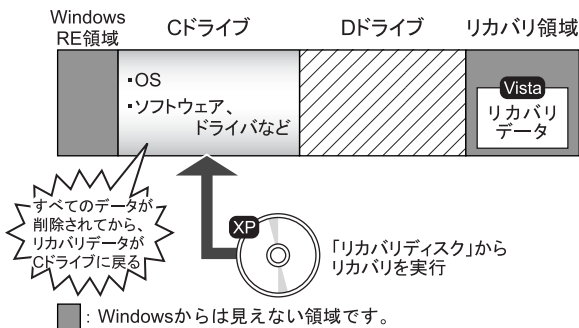 Windows
RE領域
Cドライブ
Dドライブ
リカバリ領域
・OS
・ソフトウェア、
ドライバなど
Vista
リカバリ
データ
すべてのデータが
削除されてから、
リカバリデータが
Cドライブに戻る
XP
「リカバリディスク」から
リカバリを実行
：Windowsからは見えない領域です。